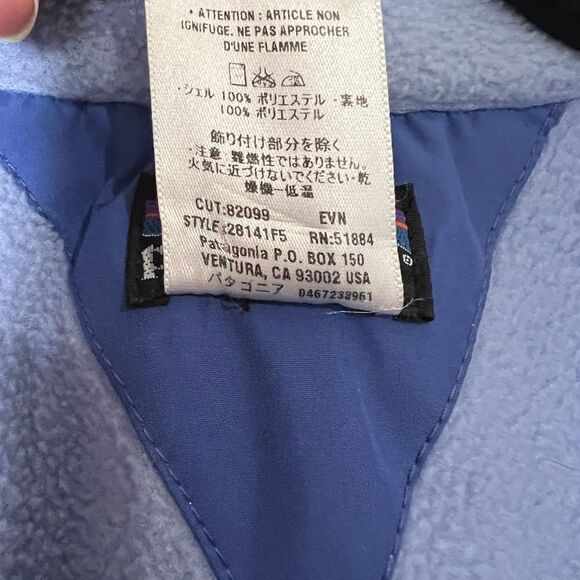 • ATTENTION : ARTICLE NON
IGNIFUGE. NE PAS APPROCHER
D'UNE FLAMME
・シェル 100% ポリエステル ・裏地
100% ポリエステル
飾り付け部分を除く
・注意：難燃性ではありません。
火気に近づけないでください・乾
燥機ー低温
CUT:82099 EVN
STYLE:28141F5 RN:51884
Patagonia P.O. BOX 150
VENTURA, CA 93002 USA
パタゴニア 0467238961